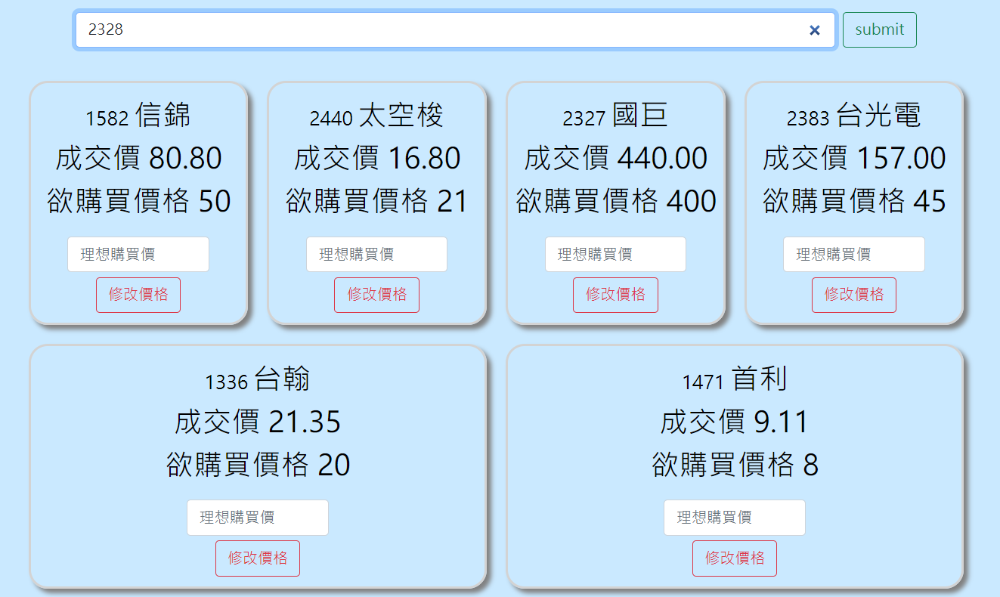 2328
submit
1582 信錦
成交價 80.80
欲購買價格 50
理想購買價
修改價格
2440 太空梭
成交價 16.80
欲購買價格 21
理想購買價
修改價格
2327 國巨
成交價 440.00
欲購買價格 400
理想購買價
修改價格
2383 台光電
成交價 157.00
欲購買價格 45
理想購買價
修改價格
1336 台翰
成交價 21.35
欲購買價格 20
理想購買價
修改價格
1471 首利
成交價 9.11
欲購買價格 8
理想購買價
修改價格